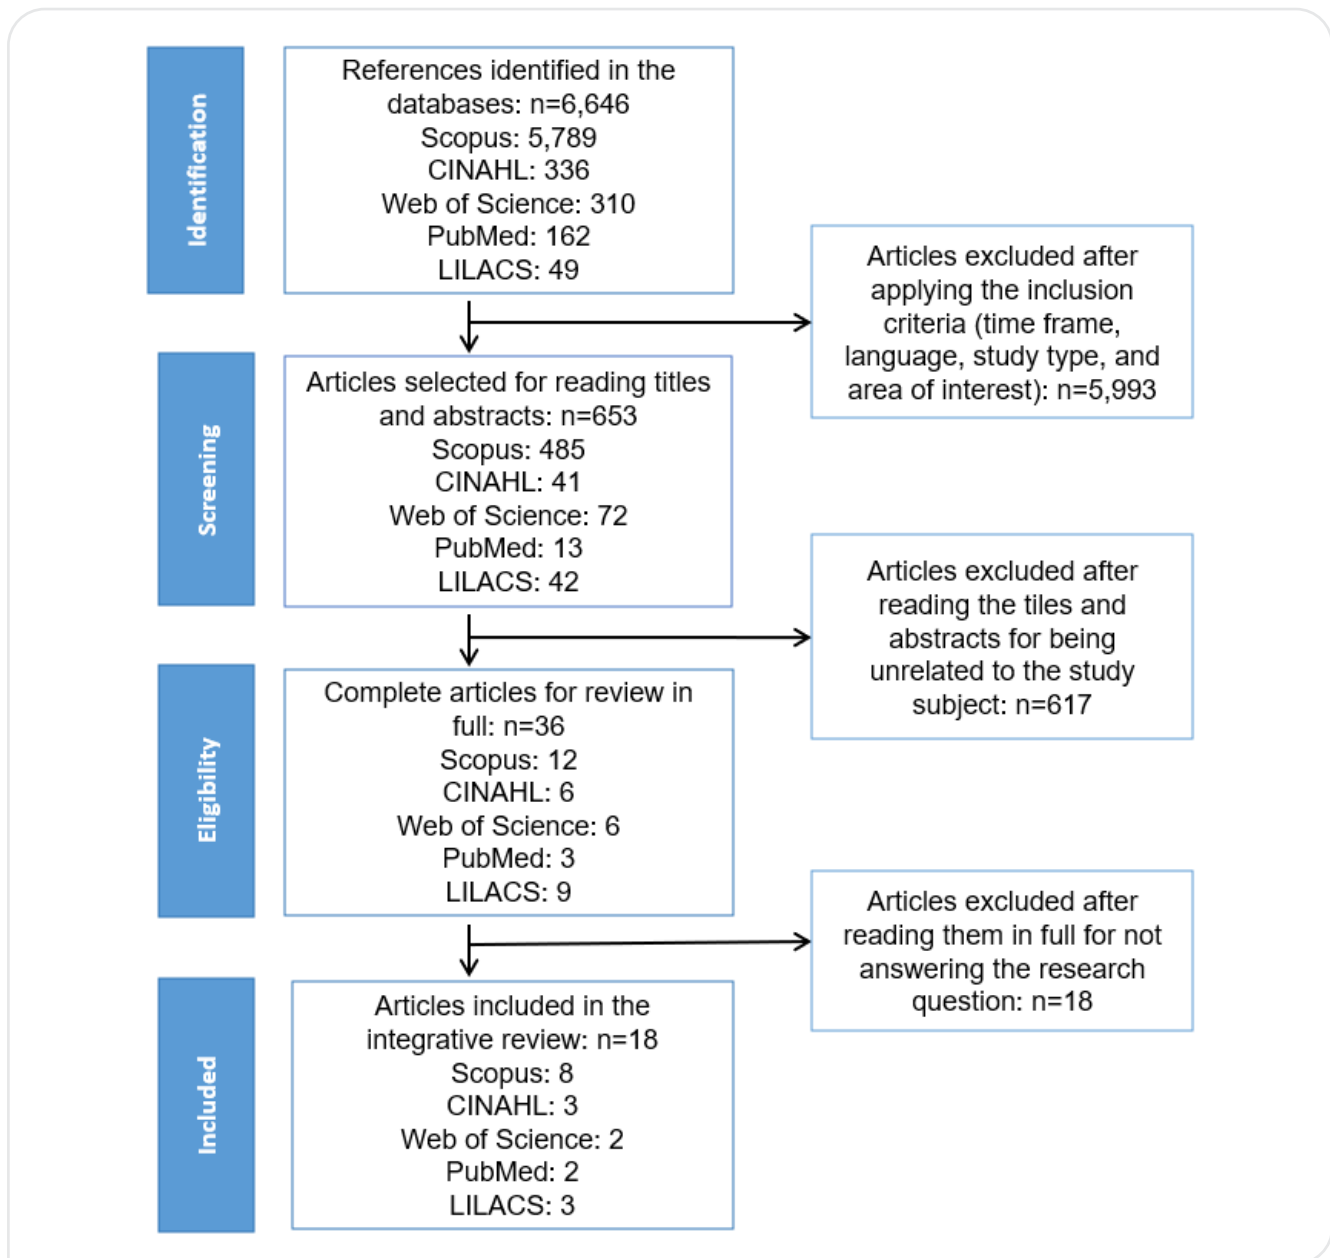 Identification
References identified in the
databases: n=6,646
Scopus: 5,789
CINAHL: 336
Web of Science: 310
PubMed: 162
LILACS: 49
Articles excluded after
applying the inclusion
criteria (time frame,
language, study type, and
area of interest): n=5,993
Screening
Articles selected for reading titles
and abstracts: n=653
Scopus: 485
CINAHL: 41
Web of Science: 72
PubMed: 13
LILACS: 42
Articles excluded after
reading the tiles and
abstracts for being
unrelated to the study
subject: n=617
Eligibility
Complete articles for review in
full: n=36
Scopus: 12
CINAHL: 6
Web of Science: 6
PubMed: 3
LILACS: 9
Articles excluded after
reading them in full for not
answering the research
question: n=18
Included
Articles included in the
integrative review: n=18
Scopus: 8
CINAHL: 3
Web of Science: 2
PubMed: 2
LILACS: 3